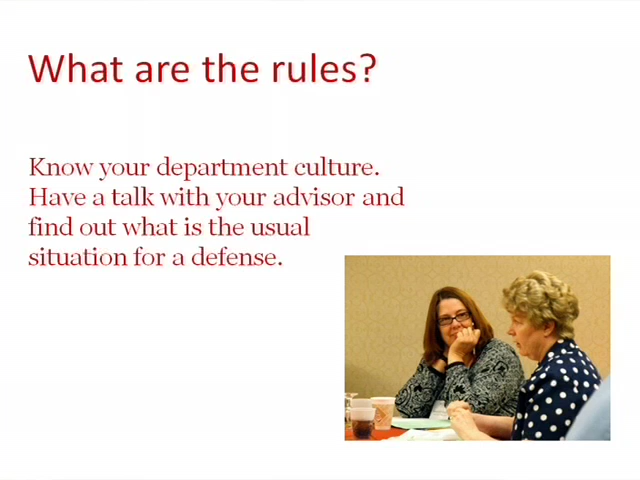 What are the rules?
Know your department culture.
Have a talk with your advisor and
find out what is the usual
situation for a defense.